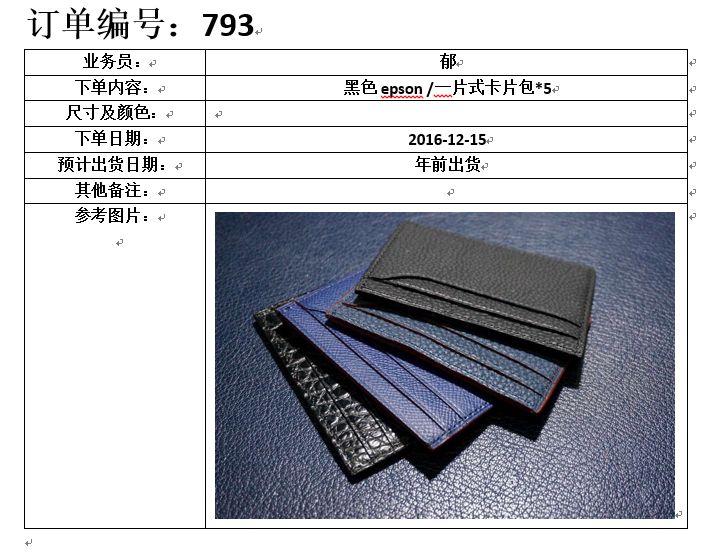 订单编号：793
业务员： 郁
下单内容： 黑色 epson /一片式卡片包*5
尺寸及颜色：
下单日期： 2016-12-15
预计出货日期： 年前出货
其他备注：
参考图片：